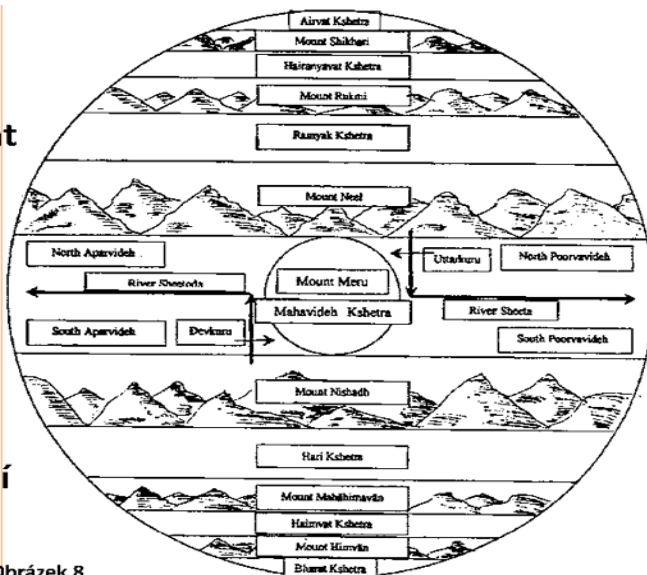 Airvat Kshetra
Mount Shikhari
Hairanyavat Kshetra
Mount Rukmi
Ramyak Kshetra
Mount Neel
North Aparvideh
Uttarkuru
North Poorvavideh
River Sheetoda
Mount Meru
Mahavideh Kshetra
River Sheeta
South Aparvideh
Devkuru
South Poorvavideh
Mount Nishadh
Hari Kshetra
Mount Mahāhimavān
Haimvat Kshetra
Mount Himvān
Bharat Kshetra
Obrázek 8